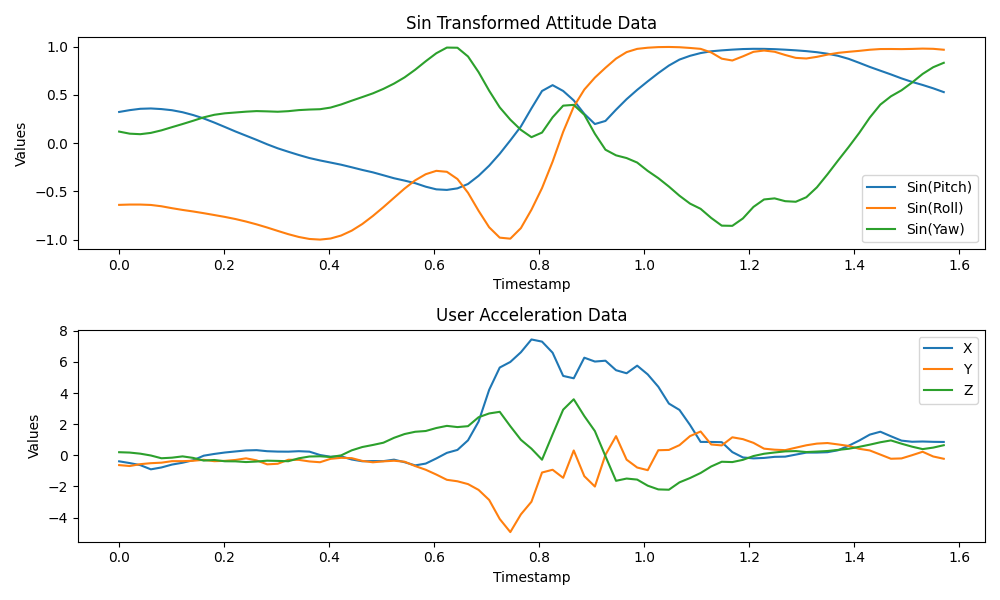 Sin Transformed Attitude Data
1.0
0.5
0.0
−0.5
−1.0
Values
Sin(Pitch)
Sin(Roll)
Sin(Yaw)
0.0 0.2 0.4 0.6 0.8 1.0 1.2 1.4 1.6
Timestamp
User Acceleration Data
8
6
4
2
0
−2
−4
Values
X
Y
Z
0.0 0.2 0.4 0.6 0.8 1.0 1.2 1.4 1.6
Timestamp